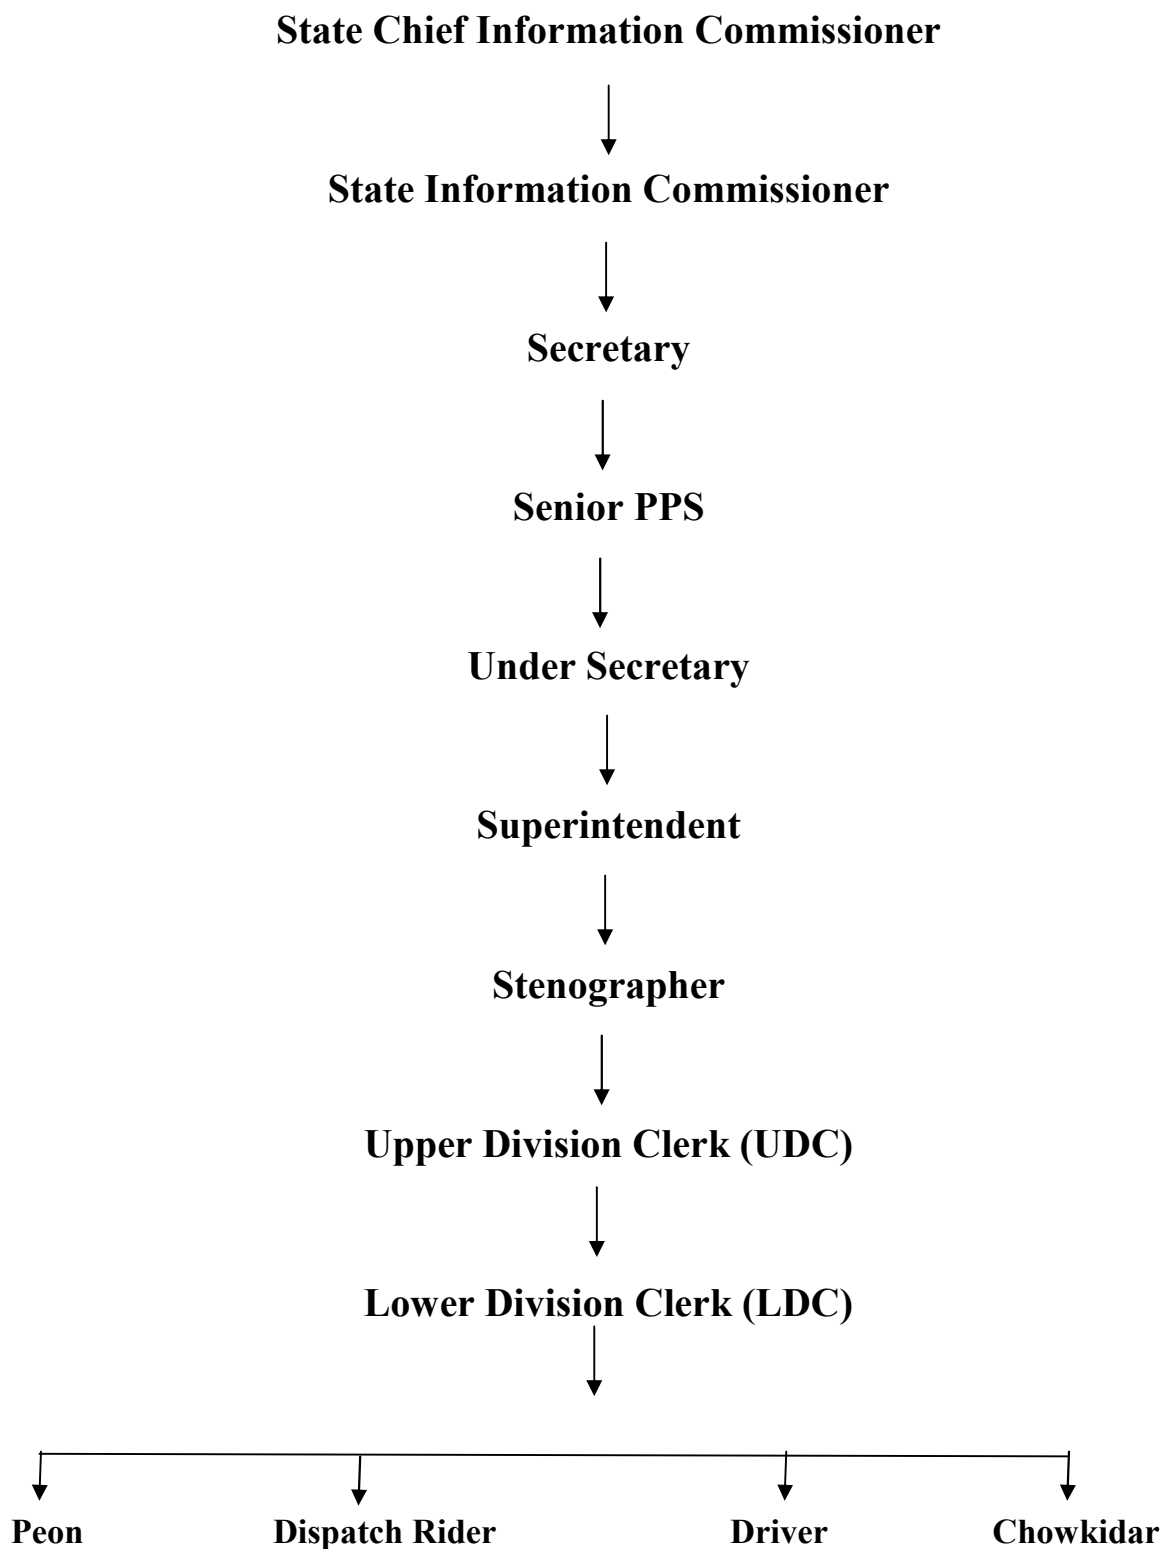 State Chief Information Commissioner
State Information Commissioner
Secretary
Senior PPS
Under Secretary
Superintendent
Stenographer
Upper Division Clerk (UDC)
Lower Division Clerk (LDC)
Peon Dispatch Rider Driver Chowkidar